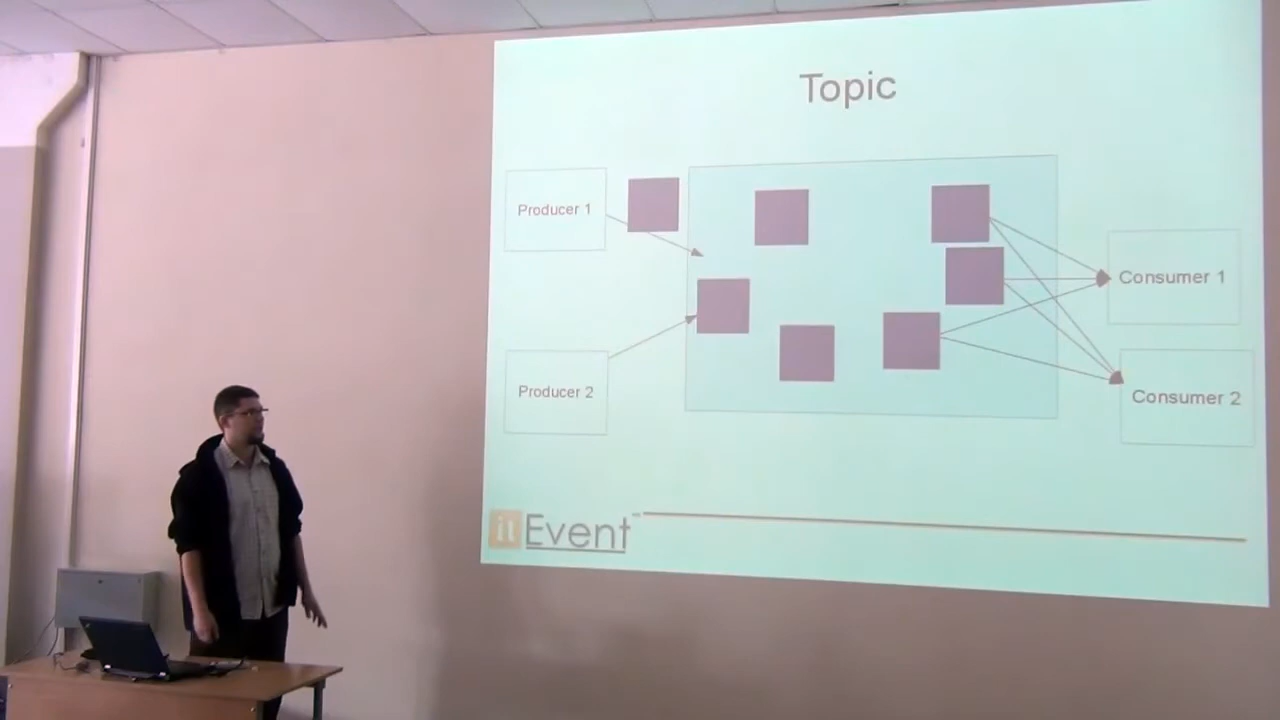 Topic
Producer 1
Consumer 1
Producer 2
Consumer 2
itEvent